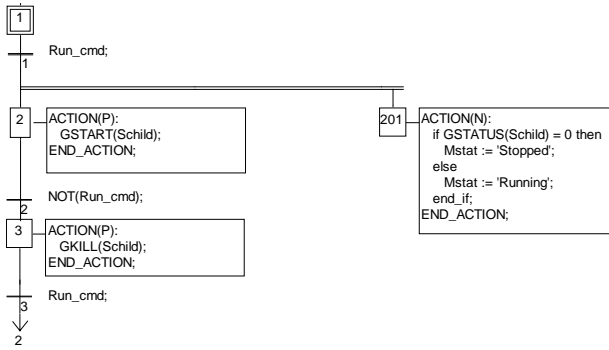 1
Run_cmd;
1
2
ACTION(P):
GSTART(Schild);
END_ACTION;
201
ACTION(N):
if GSTATUS(Schild) = 0 then
Mstat := 'Stopped';
else
Mstat := 'Running';
end_if;
END_ACTION;
NOT(Run_cmd);
2
3
ACTION(P):
GKILL(Schild);
END_ACTION;
Run_cmd;
3
2